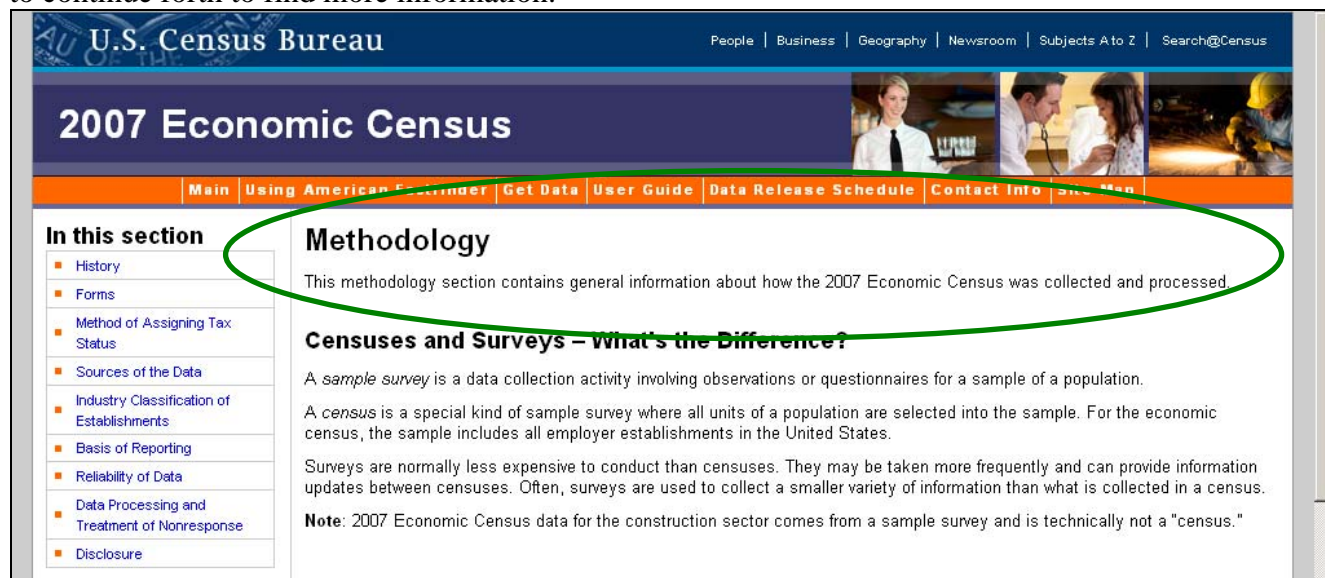 to continue forth to find more information.
U.S. Census Bureau
People | Business | Geography | Newsroom | Subjects A to Z | Search@Census
2007 Economic Census
Main | Using American Factfinder | Get Data | User Guide | Data Release Schedule | Contact Info | Site Map
In this section
History
Forms
Method of Assigning Tax
Status
Sources of the Data
Industry Classification of
Establishments
Basis of Reporting
Reliability of Data
Data Processing and
Treatment of Nonresponse
Disclosure
Methodology
This methodology section contains general information about how the 2007 Economic Census was collected and processed.
Censuses and Surveys – What's the Difference?
A sample survey is a data collection activity involving observations or questionnaires for a sample of a population.
A census is a special kind of sample survey where all units of a population are selected into the sample. For the economic
census, the sample includes all employer establishments in the United States.
Surveys are normally less expensive to conduct than censuses. They may be taken more frequently and can provide information
updates between censuses. Often, surveys are used to collect a smaller variety of information than what is collected in a census.
Note: 2007 Economic Census data for the construction sector comes from a sample survey and is technically not a "census."